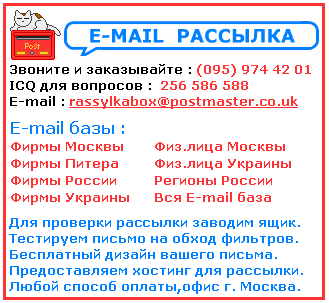 Post
E-MAIL РАССЫЛКА
Звоните и заказывайте : (095) 974 42 01
ICQ для вопросов : 256 586 588
E-mail : rassylkabox@postmaster.co.uk
E-mail базы :
Фирмы Москвы Физ.лица Москвы
Фирмы Питера Физ.лица Украины
Фирмы России Регионы России
Фирмы Украины Вся E-mail база
Для проверки рассылки заводим ящик.
Тестируем письмо на обход фильтров.
Бесплатный дизайн вашего письма.
Предоставляем хостинг для рассылки.
Любой способ оплаты,офис г. Москва.